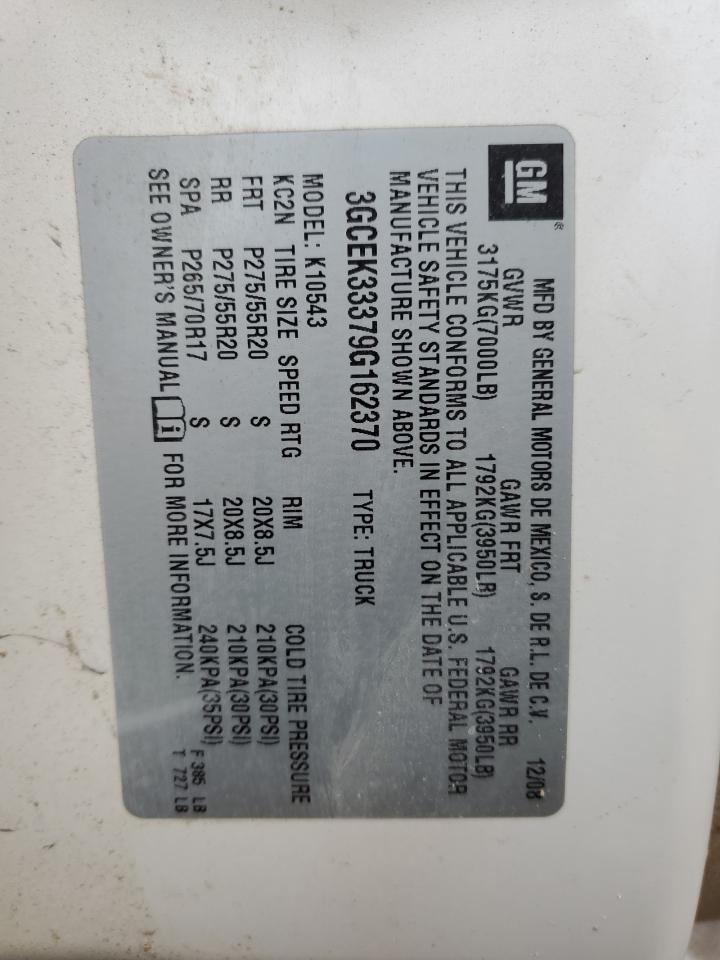 GM ®
MFD BY GENERAL MOTORS DE MEXICO, S. DE R.L. DE C.V. 12/08
GVWR GAWR FRT GAWR RR
3175KG(7000LB) 1792KG(3950LB) 1792KG(3950LB)
THIS VEHICLE CONFORMS TO ALL APPLICABLE U.S. FEDERAL MOTOR
VEHICLE SAFETY STANDARDS IN EFFECT ON THE DATE OF
MANUFACTURE SHOWN ABOVE.
3GCEK33379G162370 TYPE: TRUCK
MODEL: K10543
KC2N TIRE SIZE SPEED RTG RIM COLD TIRE PRESSURE
FRT P275/55R20 S 20X8.5J 210KPA(30PSI)
RR P275/55R20 S 20X8.5J 210KPA(30PSI)
SPA P265/70R17 S 17X7.5J 240KPA(35PSI)
SEE OWNER'S MANUAL i FOR MORE INFORMATION.
F 385 LB
T 727 LB